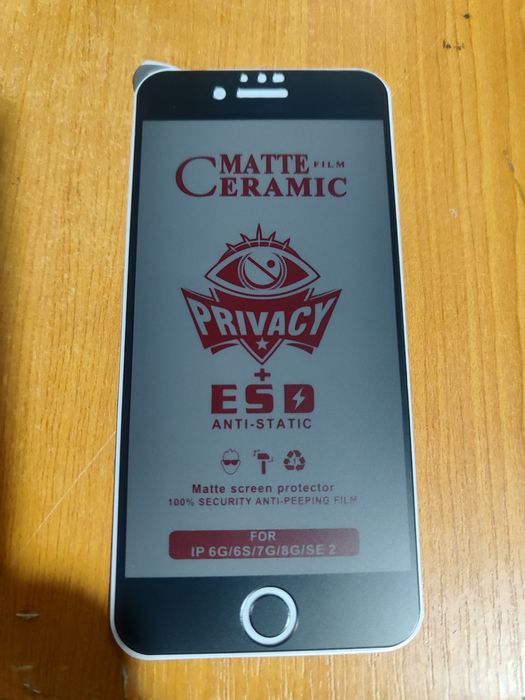 MATTE FILM
CERAMIC
PRIVACY
+
ESD
ANTI-STATIC
Matte screen protector
100% SECURITY ANTI-PEEPING FILM
FOR
IP 6G/6S/7G/8G/SE 2